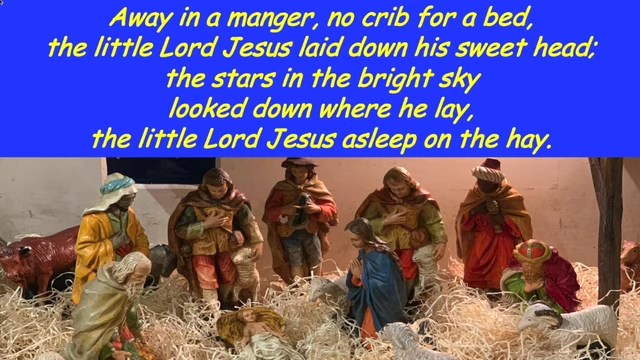 Away in a manger, no crib for a bed,
the little Lord Jesus laid down his sweet head;
the stars in the bright sky
looked down where he lay,
the little Lord Jesus asleep on the hay.